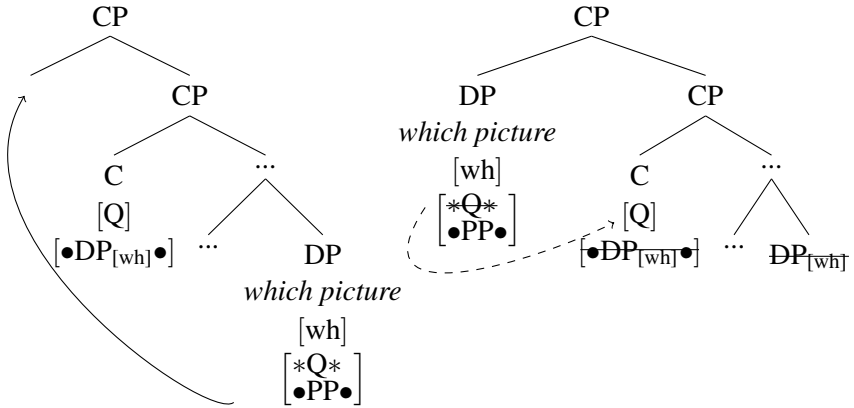 CP
CP
C
...
[Q]
[●DP[wh]●]
...
DP
which picture
[wh]
[∗Q∗
●PP●]
CP
DP
which picture
[wh]
[∗Q∗
●PP●]
CP
C
...
[Q]
[●DP[wh]●]
...
DP[wh]